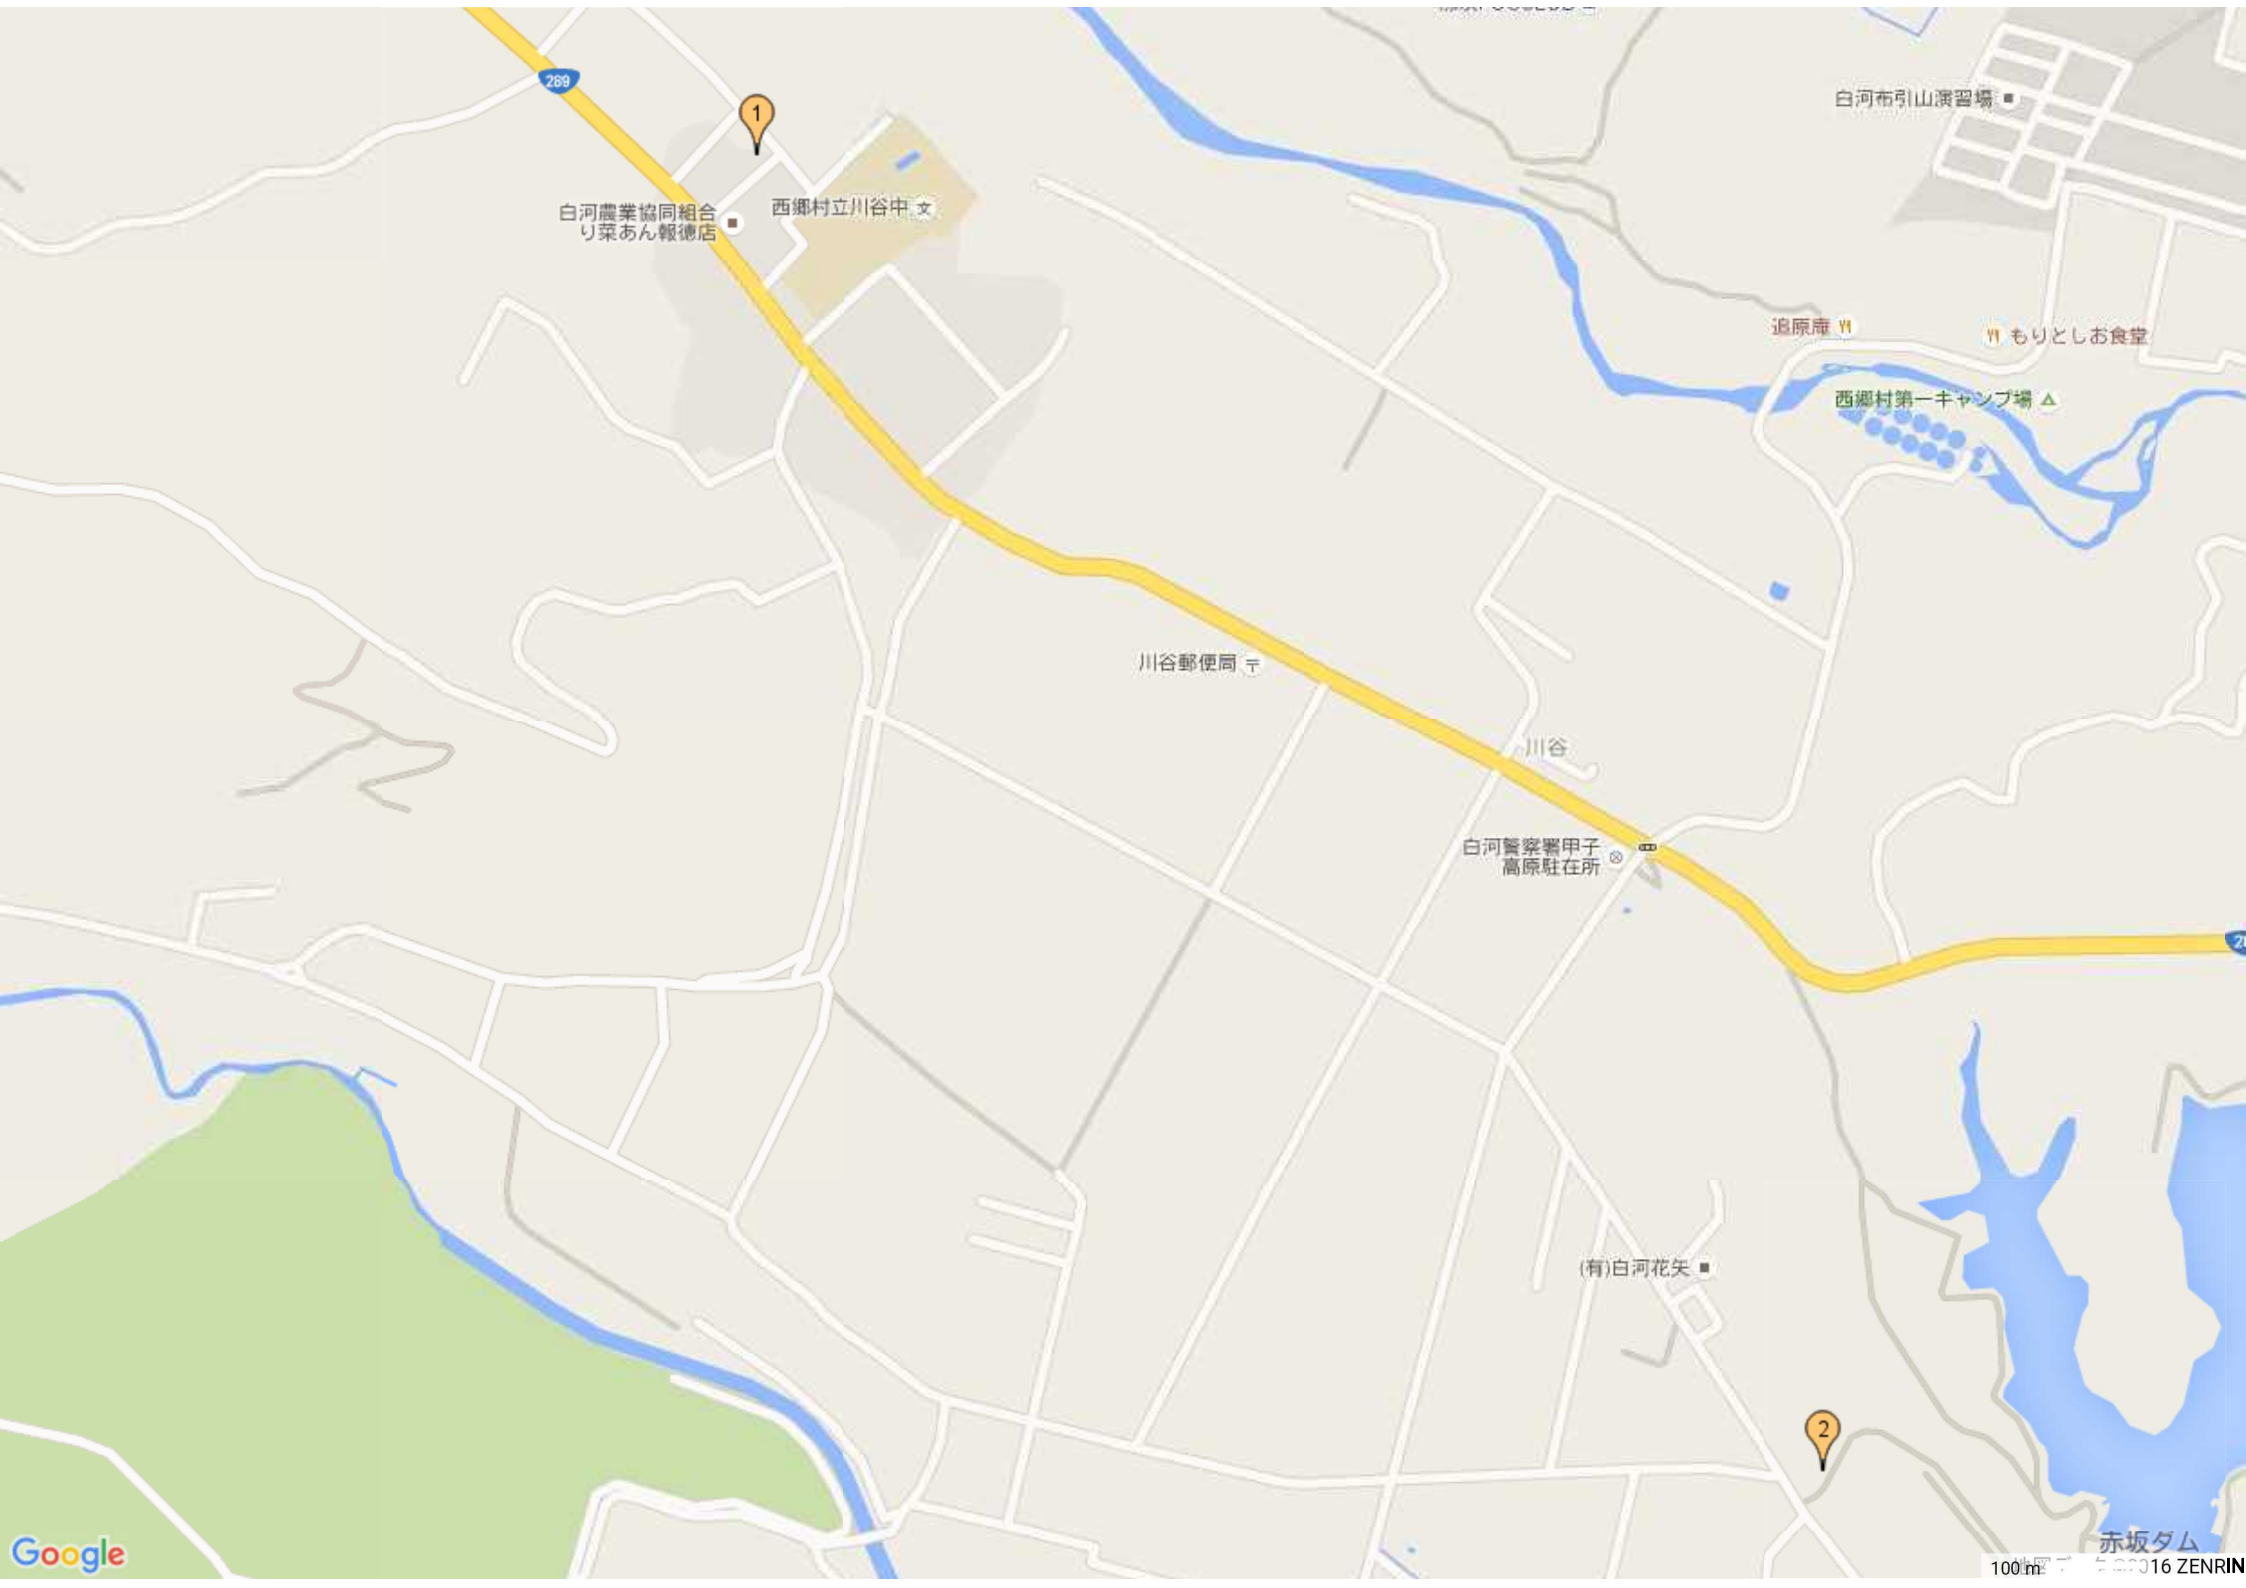 289
白河布引山演習場
1
白河農業協同組合
り菜あん報徳店
西郷村立川谷中
文
追原庵
もりとしお食堂
西郷村第一キャンプ場
川谷郵便局
川谷
白河警察署甲子
高原駐在所
(有)白河花矢
2
赤坂ダム
Google
100 m
016 ZENRIN